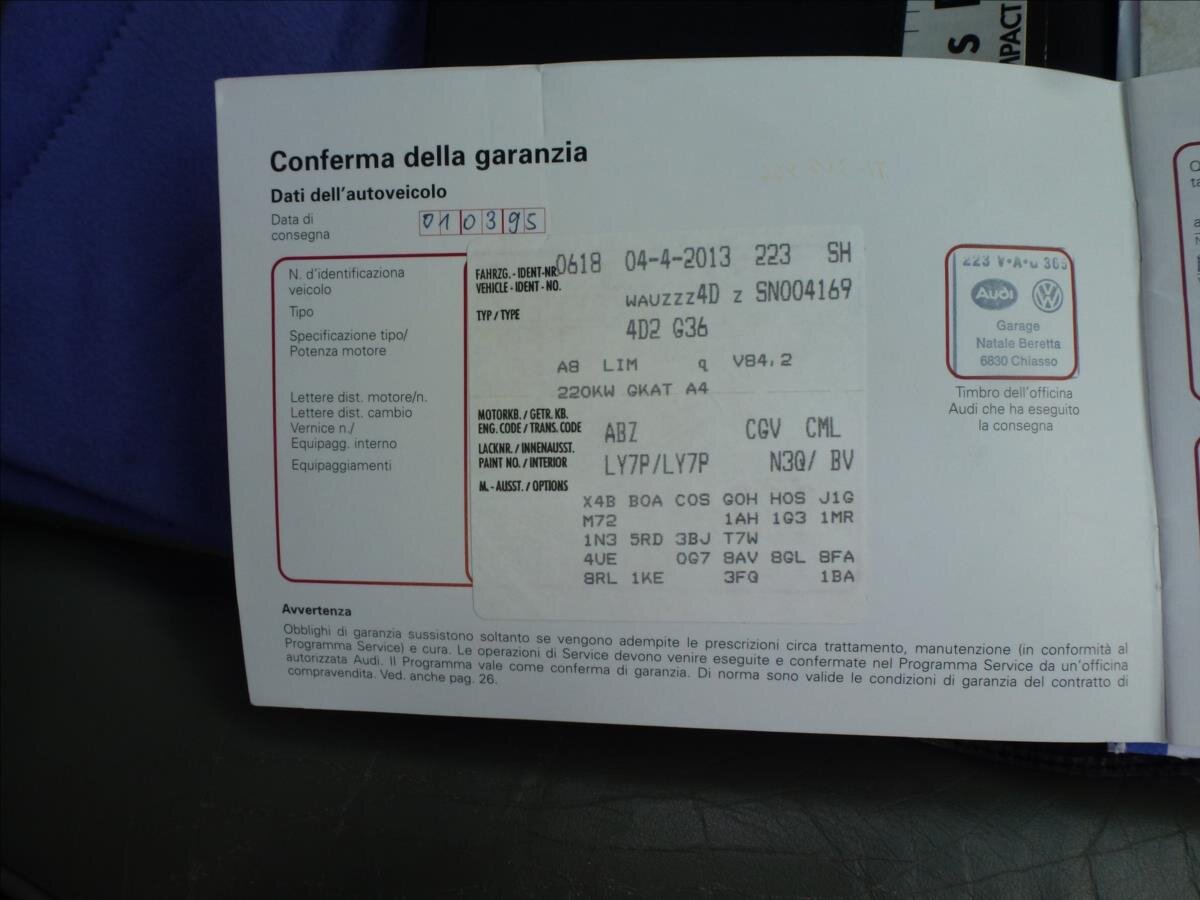 S
MPACT
Conferma della garanzia
Dati dell'autoveicolo
Data di
consegna
010395
N. d'identificaziona
veicolo
Tipo
Specificazione tipo/
Potenza motore
Lettere dist. motore/n.
Lettere dist. cambio
Vernice n./
Equipagg. interno
Equipaggiamenti
FAHRZG. - IDENT-NR.
VEHICLE - IDENT - NO.
0618 04-4-2013 223 SH
WAUZZZ4D Z SN004169
TYP / TYPE
4D2 G36
A8 LIM q V84,2
220KW GKAT A4
MOTORKB. / GETR. KB.
ENG. CODE / TRANS. CODE
ABZ CGV CML
LACKNR. / INNENAUSST.
PAINT NO. / INTERIOR
LY7P/LY7P N3Q/ BV
M. - AUSST. / OPTIONS
X4B BOA COS GOH HOS J1G
M72 1AH 1G3 1MR
1N3 5RD 3BJ T7W
4UE 0G7 8AV 8GL 8FA
8RL 1KE 3FQ 1BA
223 V•A•G 365
Audi
Garage
Natale Beretta
6830 Chiasso
Timbro dell'officina
Audi che ha eseguito
la consegna
Avvertenza
Obblighi di garanzia sussistono soltanto se vengono adempite le prescrizioni circa trattamento, manutenzione (in conformità al
Programma Service) e cura. Le operazioni di Service devono venire eseguite e confermate nel Programma Service da un'officina
autorizzata Audi. Il Programma vale come conferma di garanzia. Di norma sono valide le condizioni di garanzia del contratto di
compravendita. Ved. anche pag. 26.